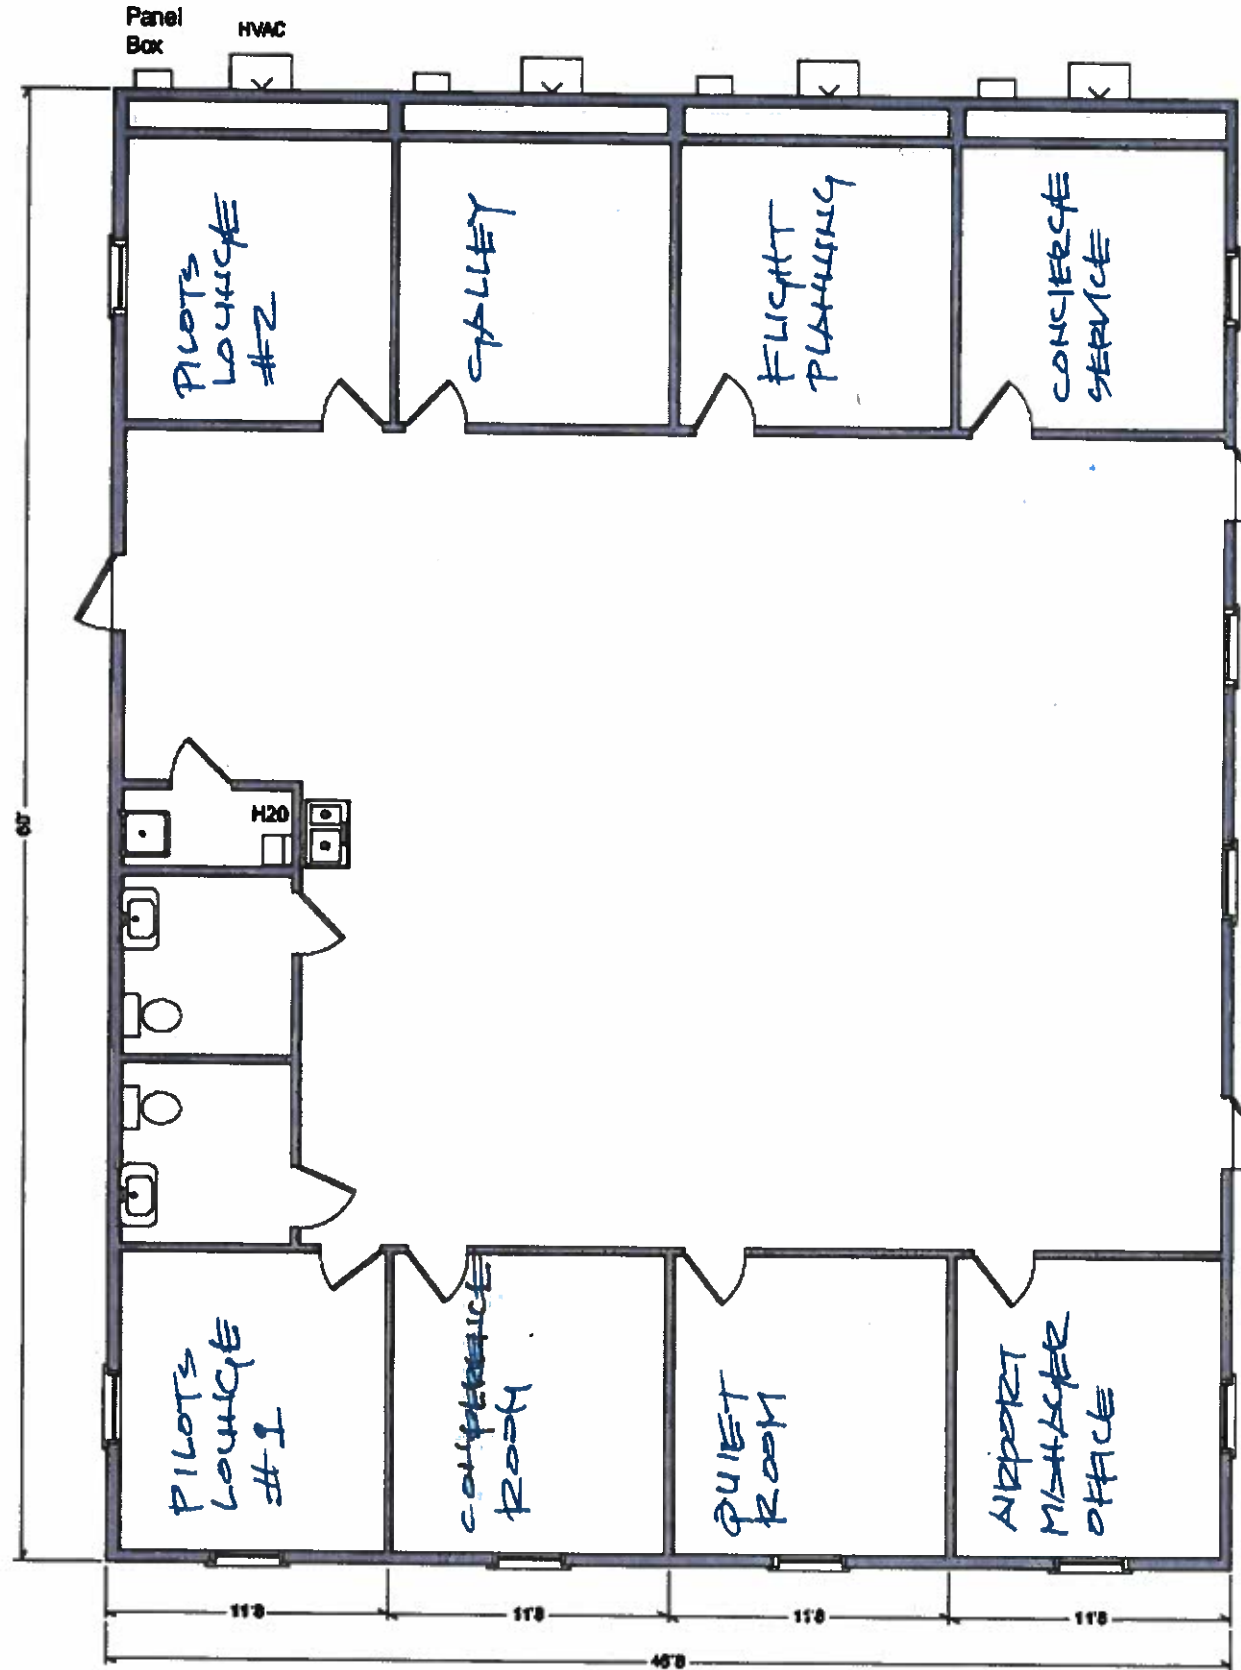 Panel
Box
HVAC
PILOTS
LOUNGE
#2
GALLEY
FLIGHT
PLANNING
CONCIERGE
SERVICE
60'
H20
PILOTS
LOUNGE
#1
CONFERENCE
ROOM
QUIET
ROOM
AIRPORT
MANAGER
OFFICE
11'8
11'8
11'8
11'8
46'8